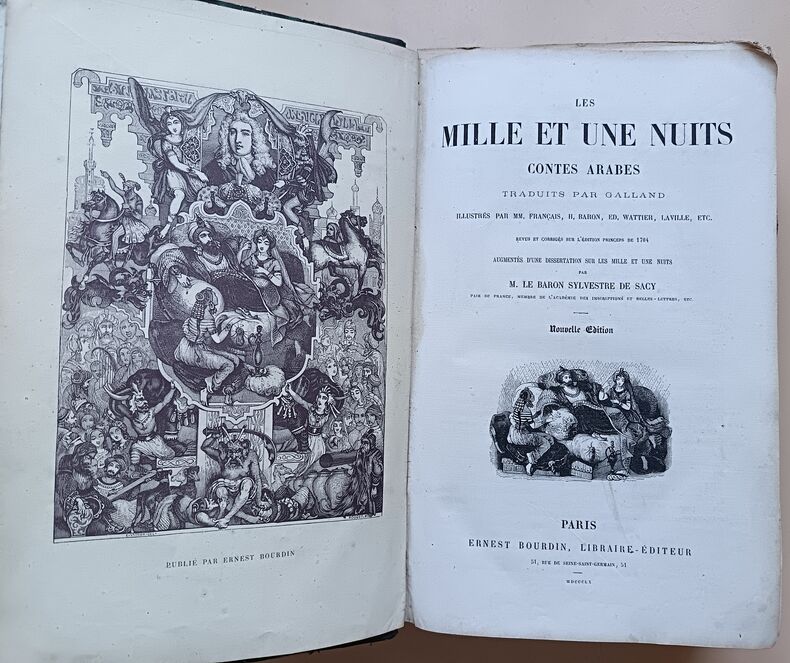 PUBLIÉ PAR ERNEST BOURDIN
LES
MILLE ET UNE NUITS
CONTES ARABES
TRADUITS PAR GALLAND
ILLUSTRÉS PAR MM. FRANÇAIS, H. BARON, ED. WATTIER, LAVILLE, ETC.
REVUS ET CORRIGÉS SUR L'ÉDITION PRINCEPS DE 1704
AUGMENTÉS D'UNE DISSERTATION SUR LES MILLE ET UNE NUITS
PAR
M. LE BARON SYLVESTRE DE SACY
PAIR DE FRANCE, MEMBRE DE L'ACADÉMIE DES INSCRIPTIONS ET BELLES-LETTRES, ETC.
Nouvelle Edition
PARIS
ERNEST BOURDIN, LIBRAIRE-ÉDITEUR
51, RUE DE SEINE-SAINT-GERMAIN, 51
MDCCCLX